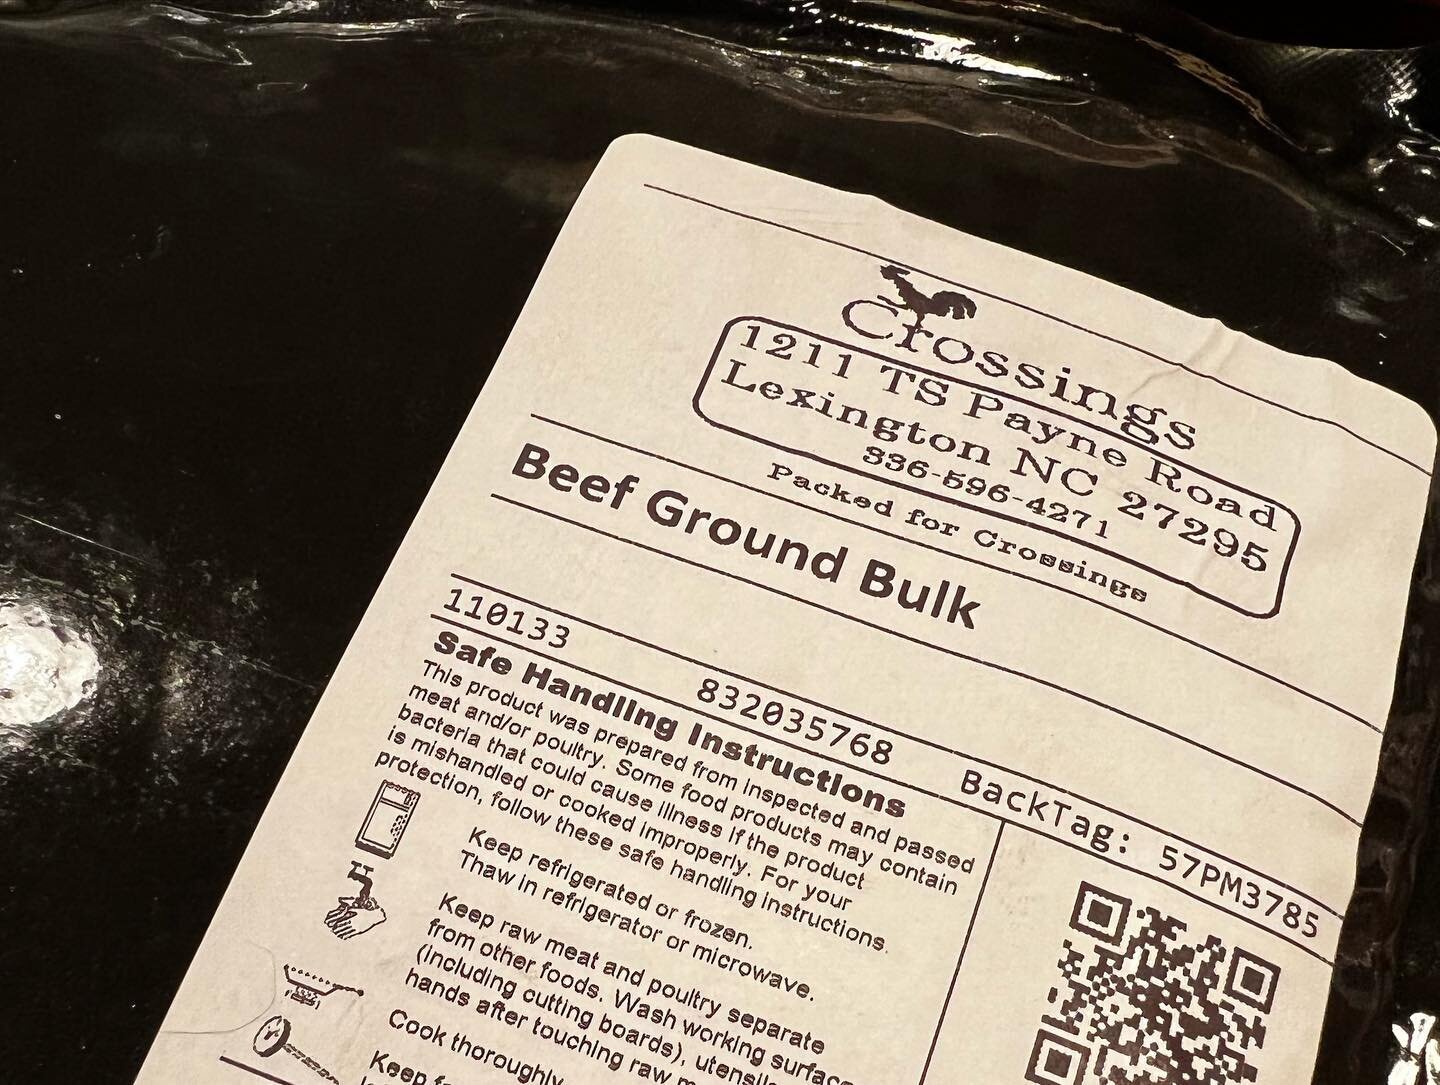 Crossings
1211 TS Payne Road
Lexington NC 27295
336-596-4271
Packed for Crossings
Beef Ground Bulk
110133 832035768 BackTag: 57PM3785
Safe Handling Instructions
This product was prepared from inspected and passed
meat and/or poultry. Some food products may contain
bacteria that could cause illness if the product
is mishandled or cooked improperly. For your
protection, follow these safe handling instructions.
Keep refrigerated or frozen.
Thaw in refrigerator or microwave.
Keep raw meat and poultry separate
from other foods. Wash working surfac
(including cutting boards), utensil
hands after touching raw m
Cook thoroughly
Keep